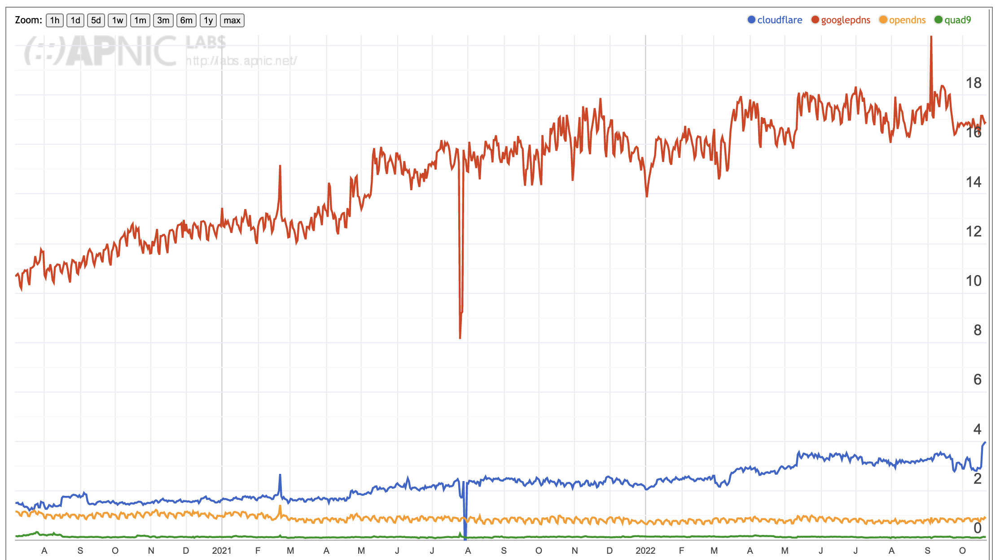 Zoom: 1h 1d 5d 1w 1m 3m 6m 1y max
cloudflare googlepdns opendns quad9
(::)APNIC LABS
http://labs.apnic.net/
18
16
14
12
10
8
6
4
2
0
A S O N D 2021 F M A M J J A S O N D 2022 F M A M J J A S O